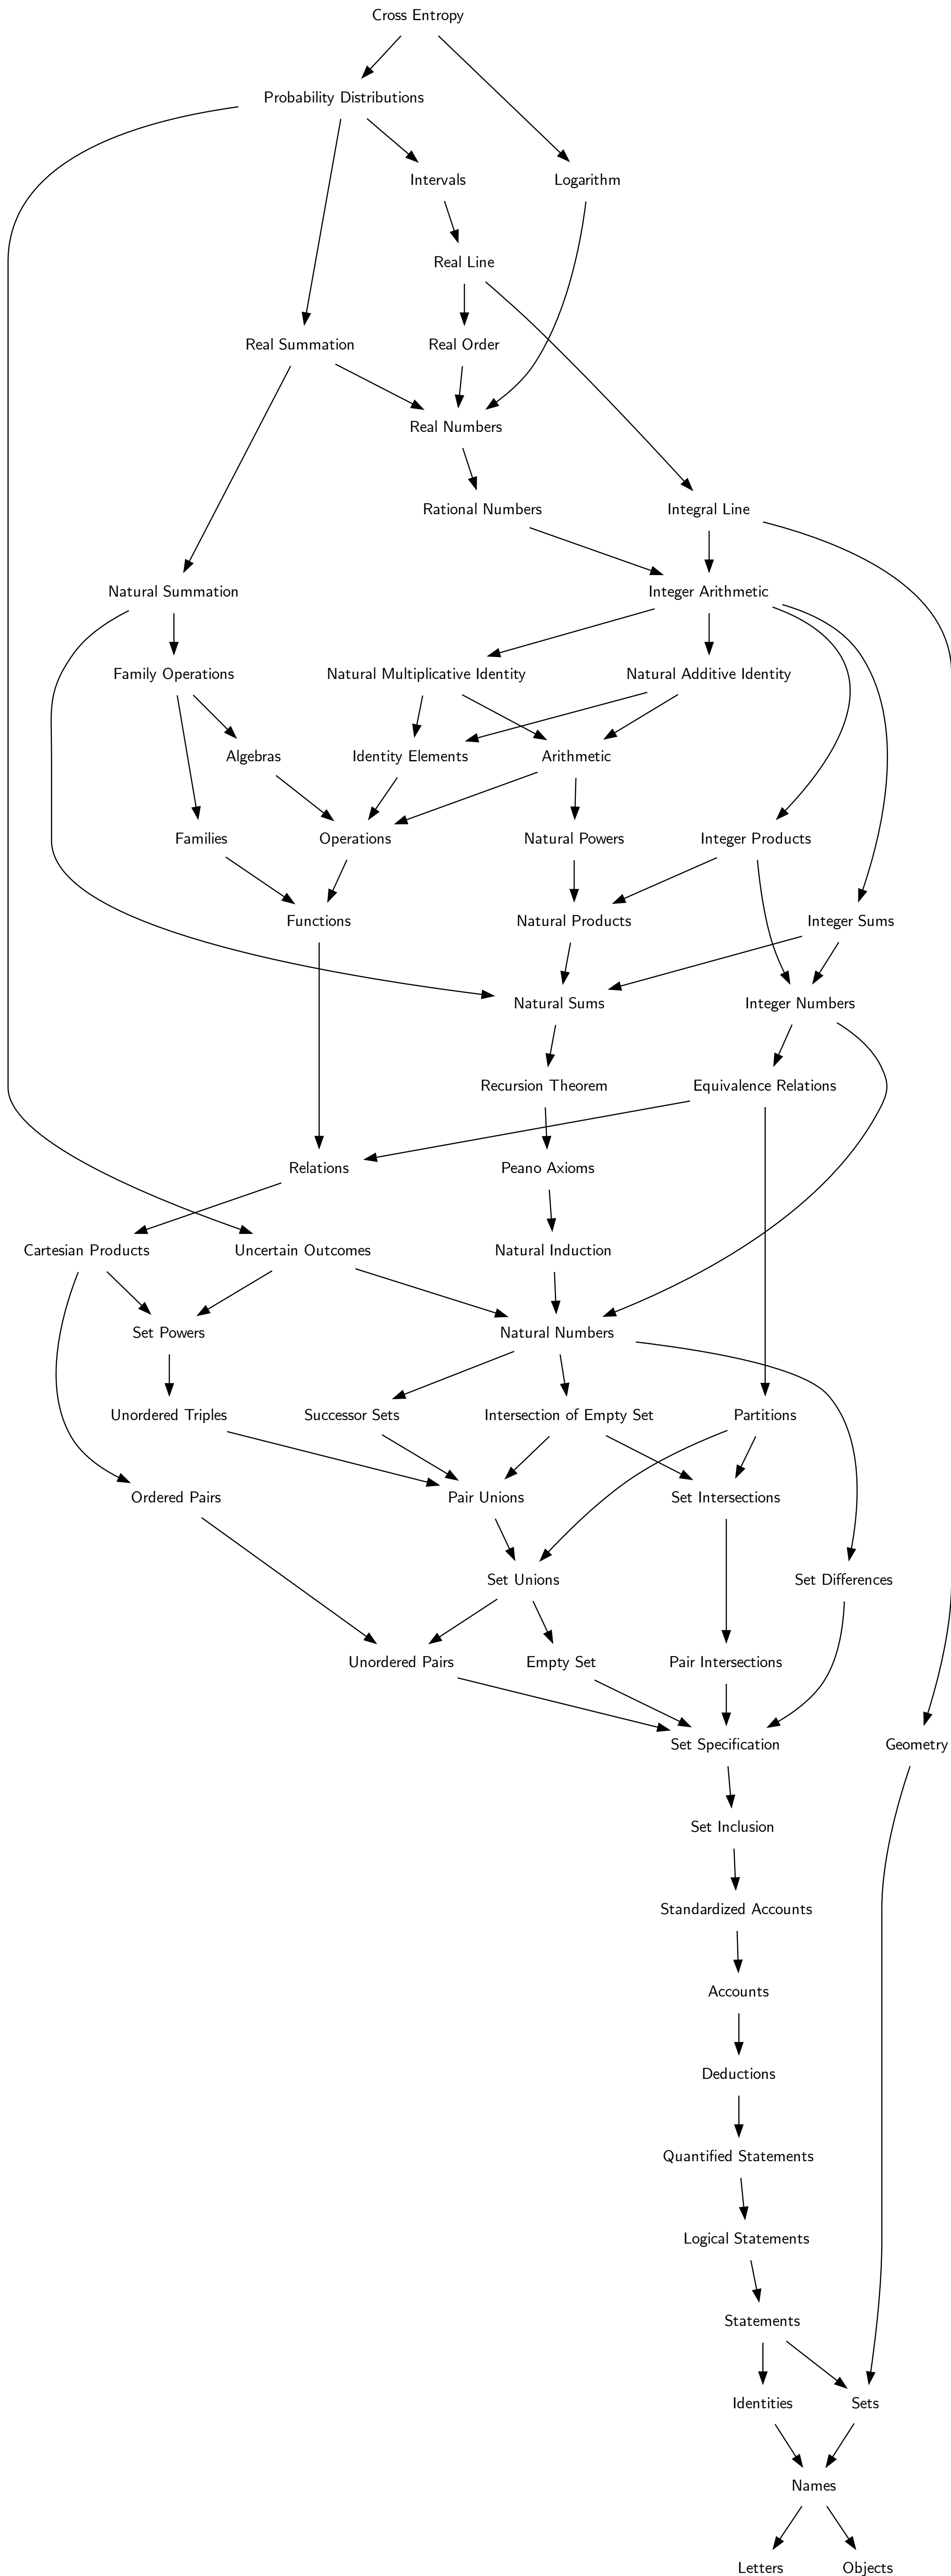 Cross Entropy
Probability Distributions
Intervals
Logarithm
Real Line
Real Summation
Real Order
Real Numbers
Rational Numbers
Integral Line
Natural Summation
Integer Arithmetic
Family Operations
Natural Multiplicative Identity
Natural Additive Identity
Algebras
Identity Elements
Arithmetic
Families
Operations
Natural Powers
Integer Products
Functions
Natural Products
Integer Sums
Natural Sums
Integer Numbers
Recursion Theorem
Equivalence Relations
Relations
Peano Axioms
Cartesian Products
Uncertain Outcomes
Natural Induction
Set Powers
Natural Numbers
Unordered Triples
Successor Sets
Intersection of Empty Set
Partitions
Ordered Pairs
Pair Unions
Set Intersections
Set Unions
Set Differences
Unordered Pairs
Empty Set
Pair Intersections
Set Specification
Geometry
Set Inclusion
Standardized Accounts
Accounts
Deductions
Quantified Statements
Logical Statements
Statements
Identities
Sets
Names
Letters
Objects